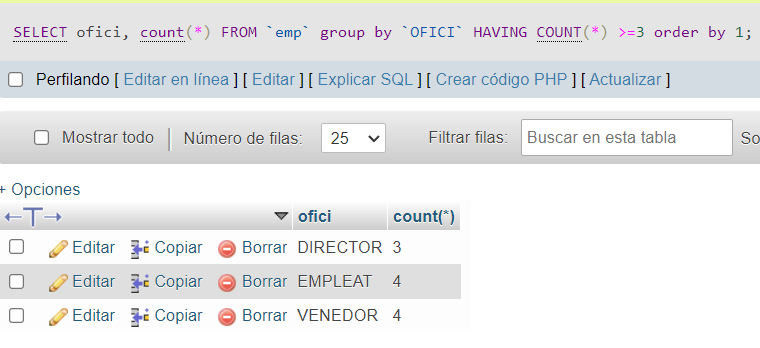 SELECT ofici, count(*) FROM `emp` group by `OFICI` HAVING COUNT(*) >=3 order by 1;
Perfilando [ Editar en línea ] [ Editar ] [ Explicar SQL ] [ Crear código PHP ] [ Actualizar ]
Mostrar todo Número de filas: 25 Filtrar filas: Buscar en esta tabla So
+ Opciones
←T→ ofici count(*)
Editar Copiar Borrar DIRECTOR 3
Editar Copiar Borrar EMPLEAT 4
Editar Copiar Borrar VENEDOR 4